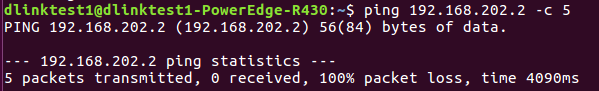 dlinktest1@dlinktest1-PowerEdge-R430:~$ ping 192.168.202.2 -c 5
PING 192.168.202.2 (192.168.202.2) 56(84) bytes of data.

--- 192.168.202.2 ping statistics ---
5 packets transmitted, 0 received, 100% packet loss, time 4090ms